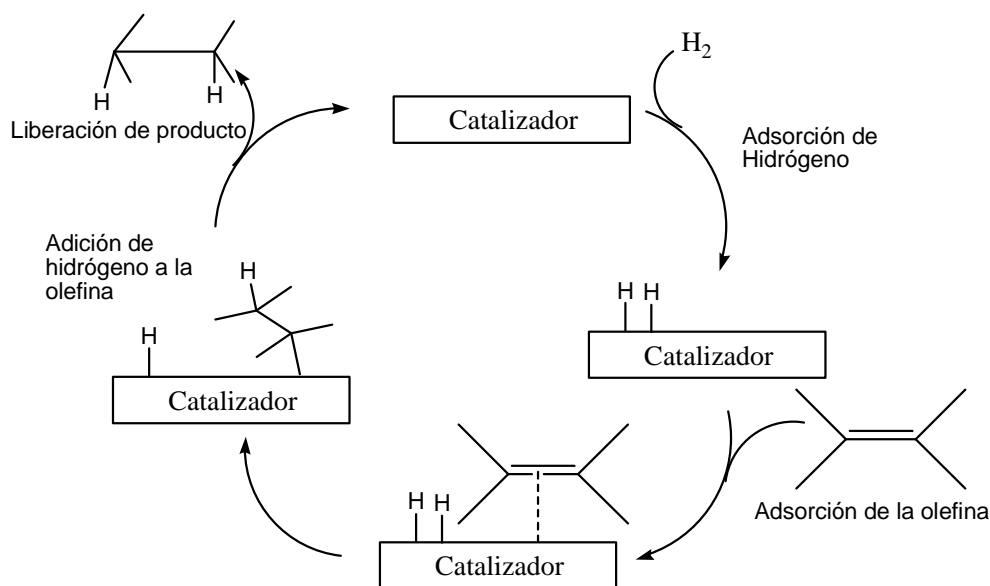 H2
Catalizador
Adsorción de
Hidrógeno
H H
Catalizador
Adsorción de la olefina
H H
Catalizador
H
H
Catalizador
Adición de
hidrógeno a la
olefina
H H
Liberación de producto